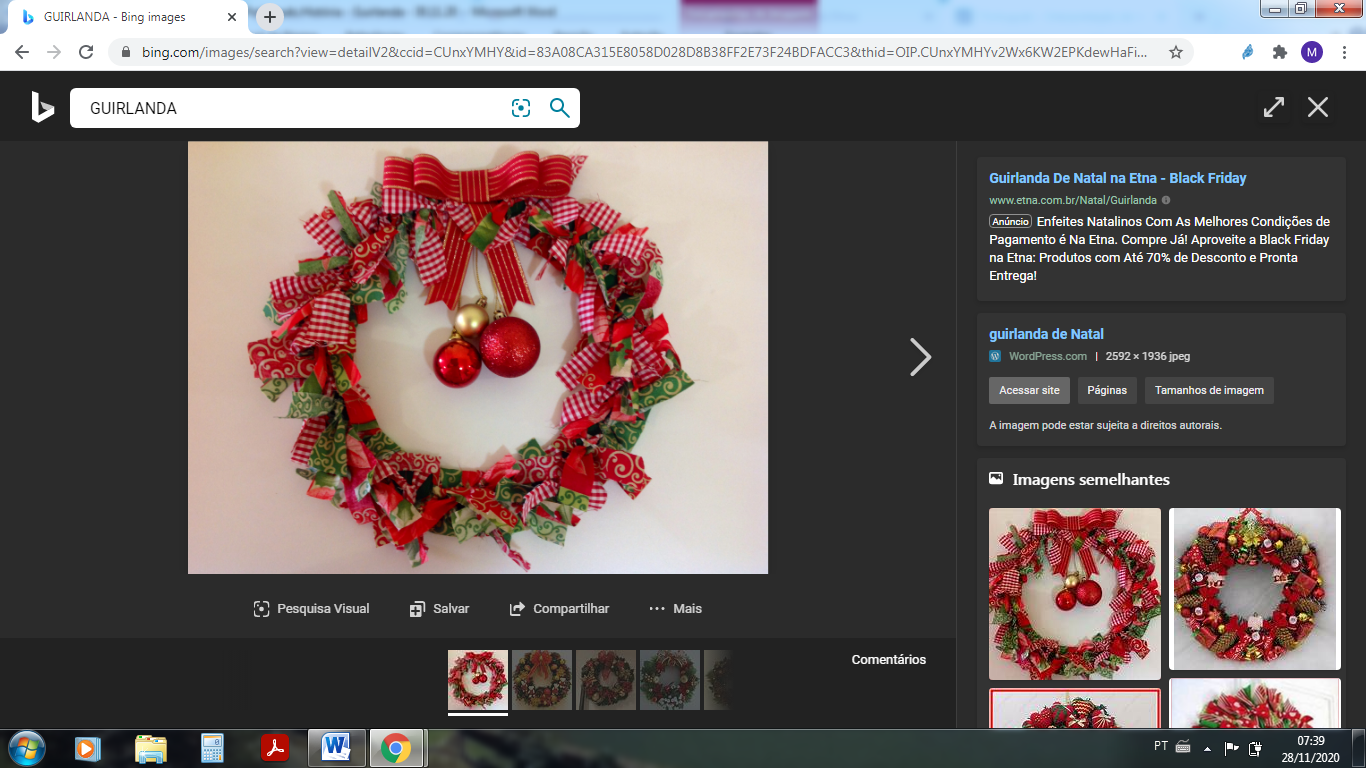 GUIRLANDA - Bing images
bing.com/images/search?view=detailV2&ccid=CUnxYMHY&id=83A08CA315E8058D028D8B38FF2E73F24BDFACC3&thid=OIP.CUnxYMHYv2Wx6KW2EPKdewHaFi...
M
GUIRLANDA
Guirlanda De Natal na Etna - Black Friday
www.etna.com.br/Natal/Guirlanda
Anúncio Enfeites Natalinos Com As Melhores Condições de
Pagamento é Na Etna. Compre Já! Aproveite a Black Friday
na Etna: Produtos com Até 70% de Desconto e Pronta
Entrega!
guirlanda de Natal
WordPress.com | 2592 × 1936 jpeg
Acessar site Páginas Tamanhos de imagem
A imagem pode estar sujeita a direitos autorais.
Imagens semelhantes
Pesquisa Visual Salvar Compartilhar Mais
Comentários
PT
07:39
28/11/2020